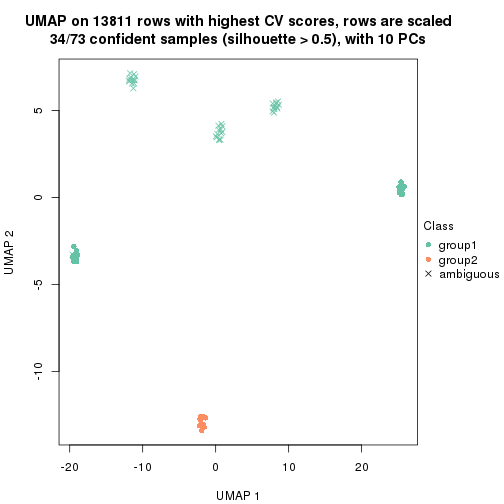 UMAP on 13811 rows with highest CV scores, rows are scaled
34/73 confident samples (silhouette > 0.5), with 10 PCs
5
0
-5
-10
UMAP 2
-20
-10
0
10
20
UMAP 1
Class
group1
group2
ambiguous